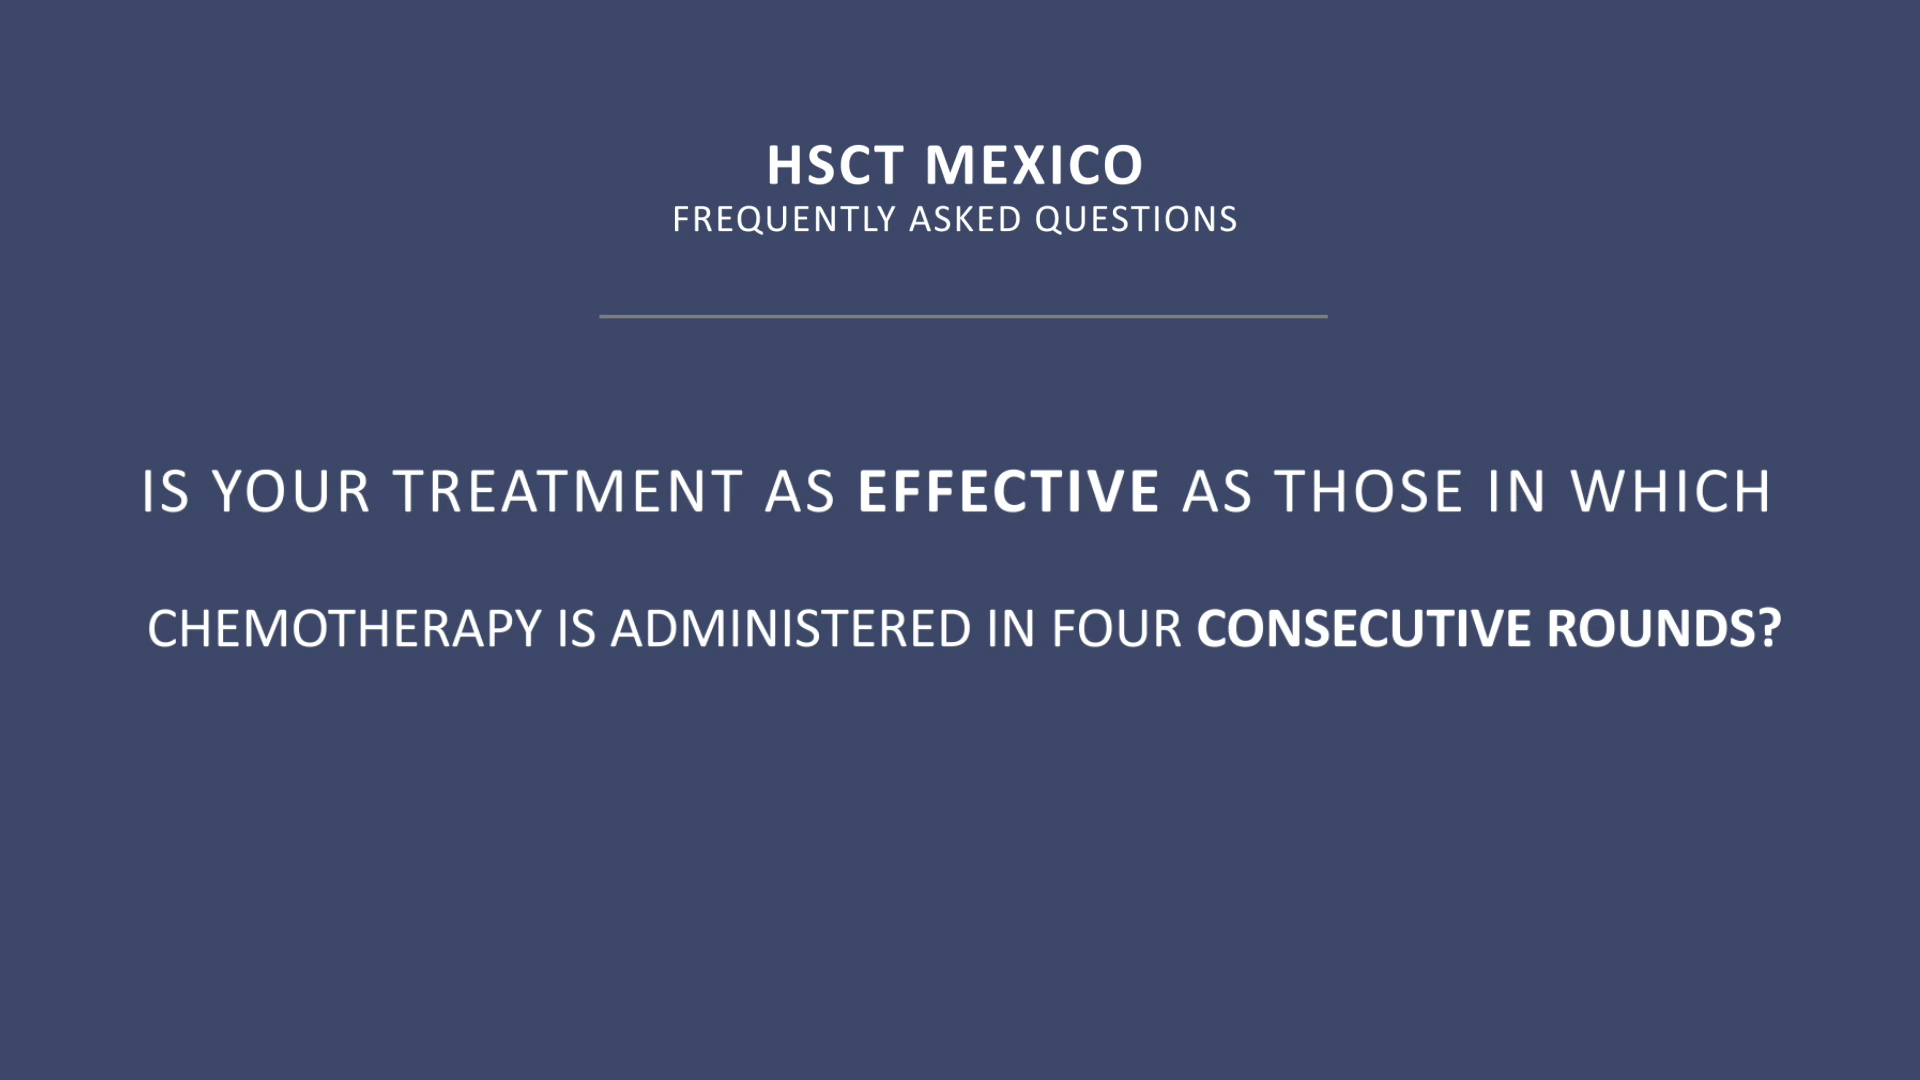 HSCT MEXICO
FREQUENTLY ASKED QUESTIONS
IS YOUR TREATMENT AS EFFECTIVE AS THOSE IN WHICH
CHEMOTHERAPY IS ADMINISTERED IN FOUR CONSECUTIVE ROUNDS?